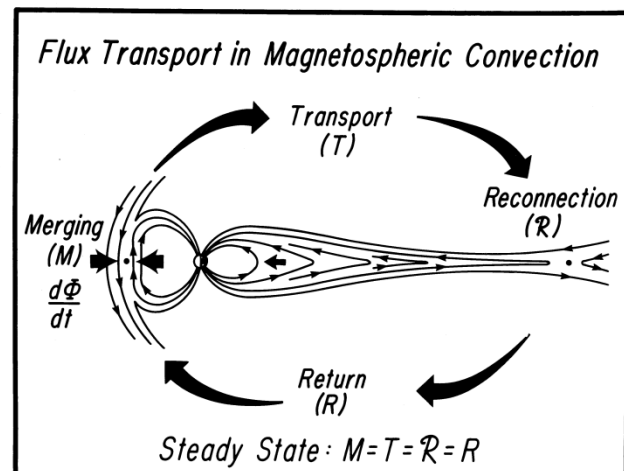 Flux Transport in Magnetospheric Convection
Transport
(T)
Reconnection
(ℛ)
Merging
(M)
dΦ
dt
Return
(R)
Steady State: M=T=ℛ=R